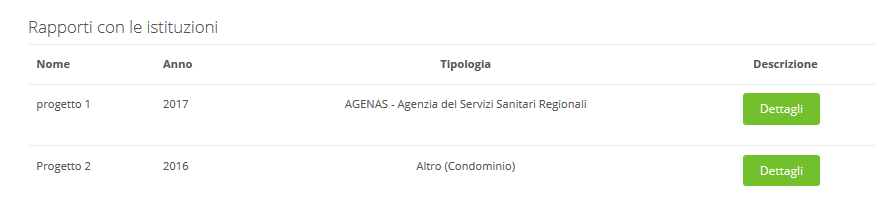 Rapporti con le istituzioni
Nome Anno Tipologia Descrizione
progetto 1 2017 AGENAS - Agenzia del Servizi Sanitari Regionali Dettagli
Progetto 2 2016 Altro (Condominio) Dettagli